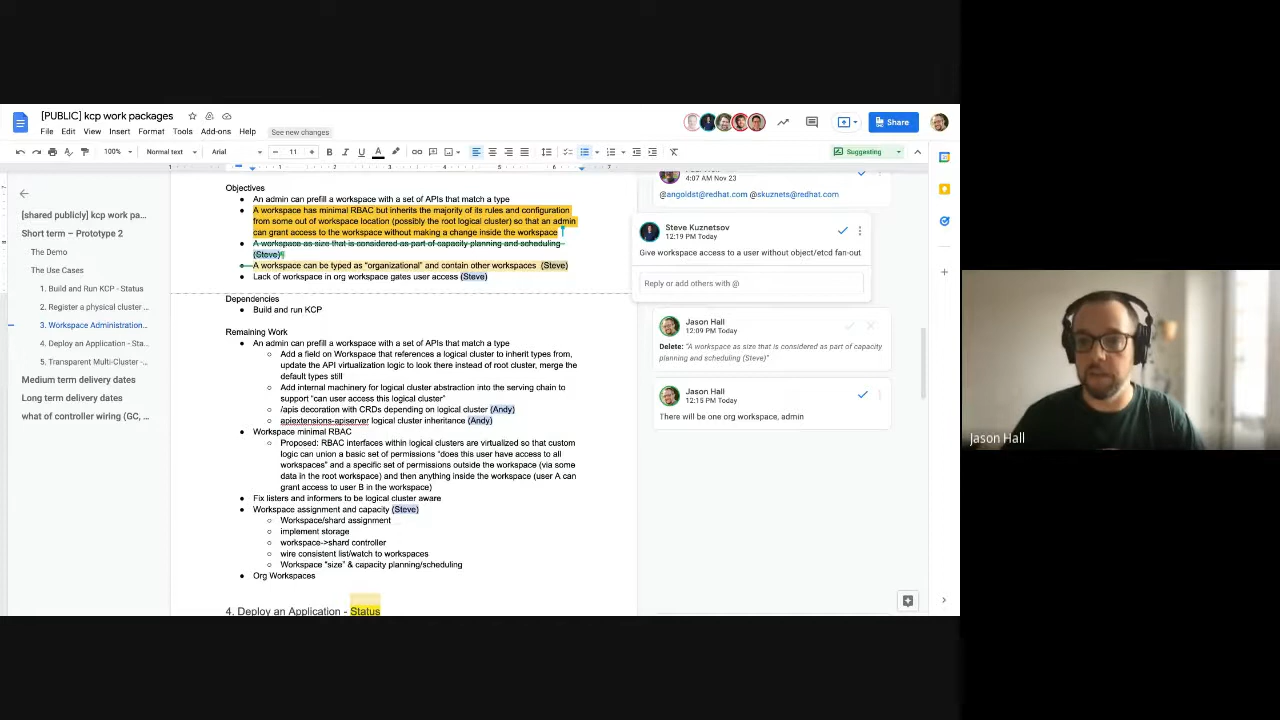 [PUBLIC] kcp work packages
File Edit View Insert Format Tools Add-ons Help See new changes
Share
100% Normal text Arial 11 Suggesting
[shared publicly] kcp work pa...
Short term – Prototype 2
The Demo
The Use Cases
1. Build and Run KCP - Status
2. Register a physical cluster ...
3. Workspace Administration...
4. Deploy an Application - Sta...
5. Transparent Multi-Cluster -...
Medium term delivery dates
Long term delivery dates
what of controller wiring (GC, ...
Objectives
● An admin can prefill a workspace with a set of APIs that match a type
● A workspace has minimal RBAC but inherits the majority of its rules and configuration
from some out of workspace location (possibly the root logical cluster) so that an admin
can grant access to the workspace without making a change inside the workspace
● A workspace as size that is considered as part of capacity planning and scheduling
(Steve)
● A workspace can be typed as "organizational" and contain other workspaces (Steve)
● Lack of workspace in org workspace gates user access (Steve)
Dependencies
● Build and run KCP
Remaining Work
● An admin can prefill a workspace with a set of APIs that match a type
○ Add a field on Workspace that references a logical cluster to inherit types from,
update the API virtualization logic to look there instead of root cluster, merge the
default types still
○ Add internal machinery for logical cluster abstraction into the serving chain to
support "can user access this logical cluster"
○ /apis decoration with CRDs depending on logical cluster (Andy)
○ apiextensions-apiserver logical cluster inheritance (Andy)
● Workspace minimal RBAC
○ Proposed: RBAC interfaces within logical clusters are virtualized so that custom
logic can union a basic set of permissions "does this user have access to all
workspaces" and a specific set of permissions outside the workspace (via some
data in the root workspace) and then anything inside the workspace (user A can
grant access to user B in the workspace)
● Fix listers and informers to be logical cluster aware
● Workspace assignment and capacity (Steve)
○ Workspace/shard assignment
○ implement storage
○ workspace->shard controller
○ wire consistent list/watch to workspaces
○ Workspace "size" & capacity planning/scheduling
● Org Workspaces
4. Deploy an Application - Status
4:07 AM Nov 23
@angoldst@redhat.com @skuznets@redhat.com
Steve Kuznetsov
12:19 PM Today
Give workspace access to a user without object/etcd fan-out
Reply or add others with @
Jason Hall
12:09 PM Today
Delete: "A workspace as size that is considered as part of capacity
planning and scheduling (Steve)"
Jason Hall
12:15 PM Today
There will be one org workspace, admin
Jason Hall